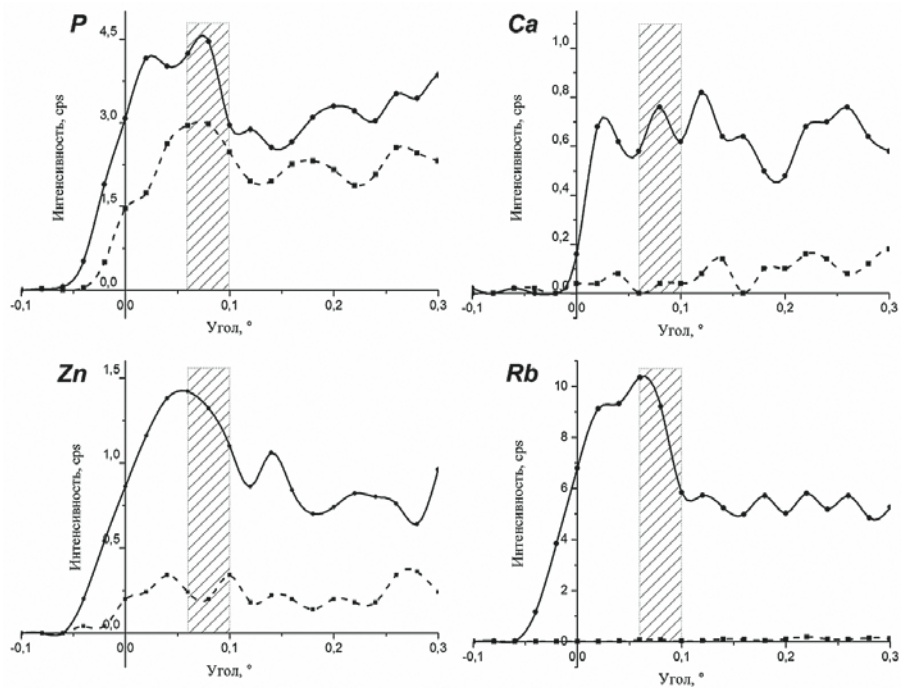 P
Интенсивность, cps
4,5
3,0
1,5
0,0
-0,1 0,0 0,1 0,2 0,3
Угол, °
Ca
Интенсивность, cps
1,0
0,8
0,6
0,4
0,2
0,0
-0,1 0,0 0,1 0,2 0,3
Угол, °
Zn
Интенсивность, cps
1,5
1,0
0,5
0,0
-0,1 0,0 0,1 0,2 0,3
Угол, °
Rb
Интенсивность, cps
10
8
6
4
2
0
-0,1 0,0 0,1 0,2 0,3
Угол, °